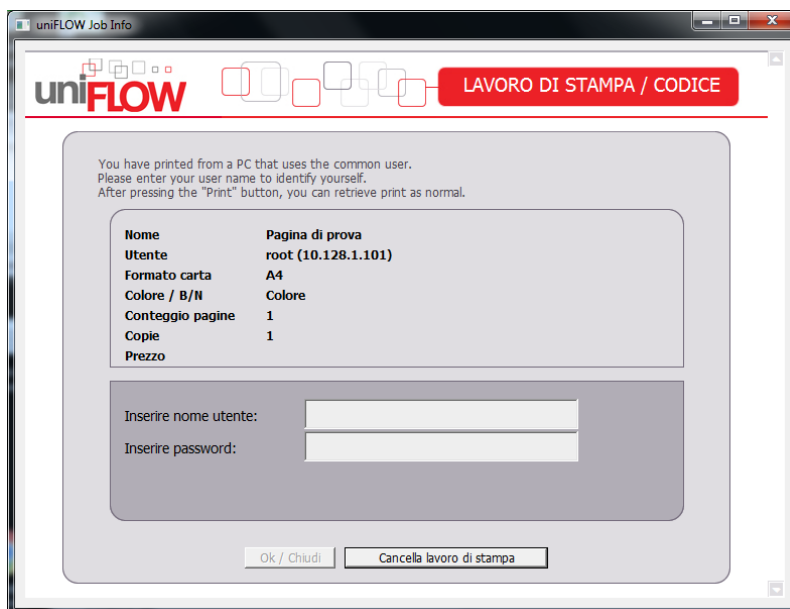 uniFLOW Job Info
uniFLOW
LAVORO DI STAMPA / CODICE
You have printed from a PC that uses the common user.
Please enter your user name to identify yourself.
After pressing the "Print" button, you can retrieve print as normal.
Nome Pagina di prova
Utente root (10.128.1.101)
Formato carta A4
Colore / B/N Colore
Conteggio pagine 1
Copie 1
Prezzo
Inserire nome utente:
Inserire password:
Ok / Chiudi Cancella lavoro di stampa